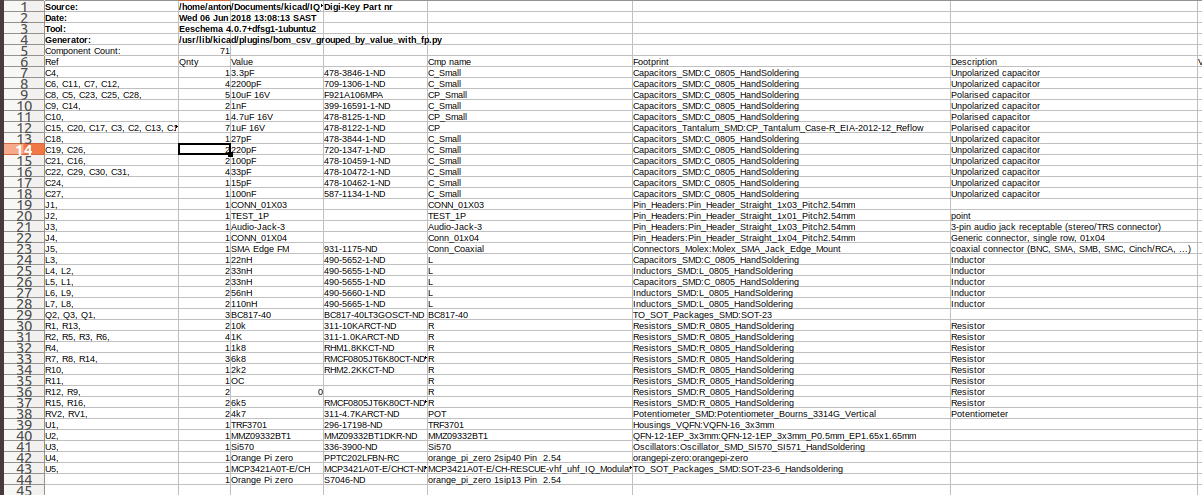 1 Source: /home/anton/Documents/kicad/IQ Digi-Key Part nr
2 Date: Wed 06 Jun 2018 13:08:13 SAST
3 Tool: Eeschema 4.0.7+dfsg1-1ubuntu2
4 Generator: /usr/lib/kicad/plugins/bom_csv_grouped_by_value_with_fp.py
5 Component Count: 71
6 Ref Qnty Value Cmp name Footprint Description V
7 C4, 1 3.3pF 478-3846-1-ND C_Small Capacitors_SMD:C_0805_HandSoldering Unpolarized capacitor
8 C6, C11, C7, C12, 4 2200pF 709-1306-1-ND C_Small Capacitors_SMD:C_0805_HandSoldering Unpolarized capacitor
9 C8, C5, C23, C25, C28, 5 10uF 16V F921A106MPA CP_Small Capacitors_SMD:C_0805_HandSoldering Polarised capacitor
10 C9, C14, 2 1nF 399-16591-1-ND C_Small Capacitors_SMD:C_0805_HandSoldering Unpolarized capacitor
11 C10, 1 4.7uF 16V 478-8125-1-ND CP_Small Capacitors_SMD:C_0805_HandSoldering Polarised capacitor
12 C15, C20, C17, C3, C2, C13, 7 1uF 16V 478-8122-1-ND CP Capacitors_Tantalum_SMD:CP_Tantalum_Case-R_EIA-2012-12_Reflow Polarised capacitor
13 C18, 1 27pF 478-3844-1-ND C_Small Capacitors_SMD:C_0805_HandSoldering Unpolarized capacitor
14 C19, C26, 2 220pF 720-1347-1-ND C_Small Capacitors_SMD:C_0805_HandSoldering Unpolarized capacitor
15 C21, C16, 2 100pF 478-10459-1-ND C_Small Capacitors_SMD:C_0805_HandSoldering Unpolarized capacitor
16 C22, C29, C30, C31, 4 33pF 478-10472-1-ND C_Small Capacitors_SMD:C_0805_HandSoldering Unpolarized capacitor
17 C24, 1 15pF 478-10462-1-ND C_Small Capacitors_SMD:C_0805_HandSoldering Unpolarized capacitor
18 C27, 1 100nF 587-1134-1-ND C_Small Capacitors_SMD:C_0805_HandSoldering Unpolarized capacitor
19 J1, 1 CONN_01X03 CONN_01X03 Pin_Headers:Pin_Header_Straight_1x03_Pitch2.54mm
20 J2, 1 TEST_1P TEST_1P Pin_Headers:Pin_Header_Straight_1x01_Pitch2.54mm point
21 J3, 1 Audio-Jack-3 Audio-Jack-3 Pin_Headers:Pin_Header_Straight_1x03_Pitch2.54mm 3-pin audio jack receptable (stereo/TRS connector)
22 J4, 1 CONN_01X04 Conn_01x04 Pin_Headers:Pin_Header_Straight_1x04_Pitch2.54mm Generic connector, single row, 01x04
23 J5, 1 SMA Edge FM 931-1175-ND Conn_Coaxial Connectors_Molex:Molex_SMA_Jack_Edge_Mount coaxial connector (BNC, SMA, SMB, SMC, Cinch/RCA, ...)
24 L3, 1 22nH 490-5652-1-ND L Capacitors_SMD:C_0805_HandSoldering Inductor
25 L4, L2, 2 33nH 490-5655-1-ND L Inductors_SMD:L_0805_HandSoldering Inductor
26 L5, L1, 2 33nH 490-5655-1-ND L Capacitors_SMD:C_0805_HandSoldering Inductor
27 L6, L9, 2 56nH 490-5660-1-ND L Inductors_SMD:L_0805_HandSoldering Inductor
28 L7, L8, 2 110nH 490-5665-1-ND L Inductors_SMD:L_0805_HandSoldering Inductor
29 Q2, Q3, Q1, 3 BC817-40 BC817-40LT3GOSCT-ND BC817-40 TO_SOT_Packages_SMD:SOT-23
30 R1, R13, 2 10k 311-10KARCT-ND R Resistors_SMD:R_0805_HandSoldering Resistor
31 R2, R5, R3, R6, 4 1K 311-1.0KARCT-ND R Resistors_SMD:R_0805_HandSoldering Resistor
32 R4, 1 1k8 RHM1.8KKCT-ND R Resistors_SMD:R_0805_HandSoldering Resistor
33 R7, R8, R14, 3 6k8 RMCF0805JT6K80CT-ND R Resistors_SMD:R_0805_HandSoldering Resistor
34 R10, 1 2k2 RHM2.2KKCT-ND R Resistors_SMD:R_0805_HandSoldering Resistor
35 R11, 1 OC R Resistors_SMD:R_0805_HandSoldering Resistor
36 R12, R9, 2 0 R Resistors_SMD:R_0805_HandSoldering Resistor
37 R15, R16, 2 6k5 RMCF0805JT6K80CT-ND R Resistors_SMD:R_0805_HandSoldering Resistor
38 RV2, RV1, 2 4k7 311-4.7KARCT-ND POT Potentiometer_SMD:Potentiometer_Bourns_3314G_Vertical Potentiometer
39 U1, 1 TRF3701 296-17198-ND TRF3701 Housings_VQFN:VQFN-16_3x3mm
40 U2, 1 MMZ09332BT1 MMZ09332BT1DKR-ND MMZ09332BT1 QFN-12-1EP_3x3mm:QFN-12-1EP_3x3mm_P0.5mm_EP1.65x1.65mm
41 U3, 1 Si570 336-3900-ND Si570 Oscillators:Oscillator_SMD_SI570_SI571_HandSoldering
42 U4, 1 Orange Pi zero PPTC202LFBN-RC orange_pi_zero 2sip40 Pin 2.54 orangepi-zero:orangepi-zero
43 U5, 1 MCP3421A0T-E/CH MCP3421A0T-E/CHCT-N MCP3421A0T-E/CH-RESCUE-vhf_uhf_IQ_Modula TO_SOT_Packages_SMD:SOT-23-6_Handsoldering
44 1 Orange Pi zero S7046-ND orange_pi_zero 1sip13 Pin 2.54
45